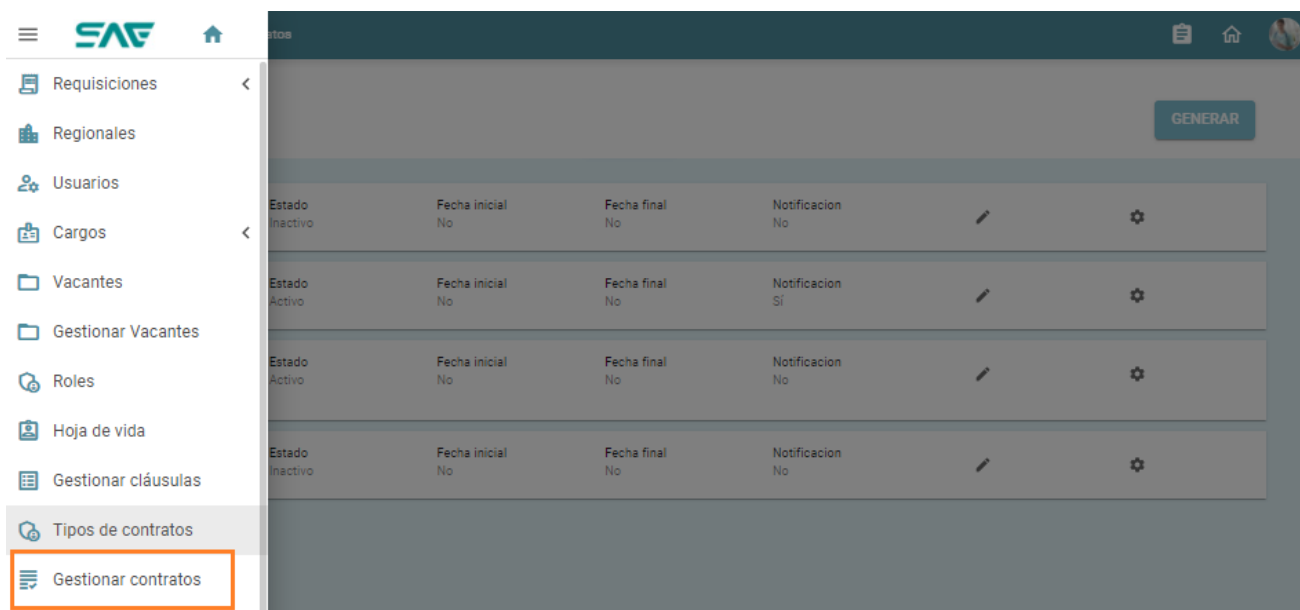 SAE
Requisiciones
Regionales
Usuarios
Cargos
Vacantes
Gestionar Vacantes
Roles
Hoja de vida
Gestionar cláusulas
Tipos de contratos
Gestionar contratos
GENERAR
Estado Fecha inicial Fecha final Notificacion
Inactivo No No No
Estado Fecha inicial Fecha final Notificacion
Activo No No Sí
Estado Fecha inicial Fecha final Notificacion
Activo No No No
Estado Fecha inicial Fecha final Notificacion
Inactivo No No No